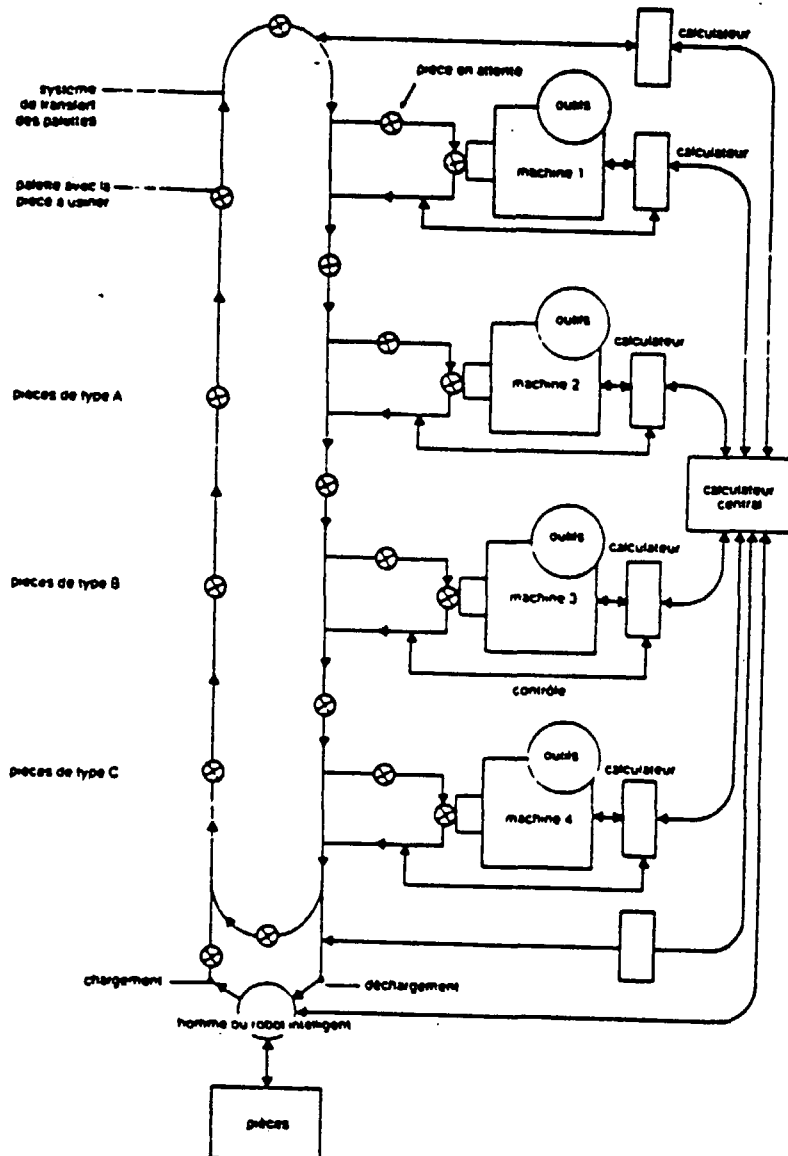 calculateur
pièce en attente
système
de transfert
des palettes
outils
calculateur
machine 1
palette avec la
pièce à usiner
outils
calculateur
machine 2
pièces de type A
calculateur
central
outils
calculateur
machine 3
pièces de type B
contrôle
outils
calculateur
pièces de type C
machine 4
chargement
déchargement
homme ou robot intelligent
pièces